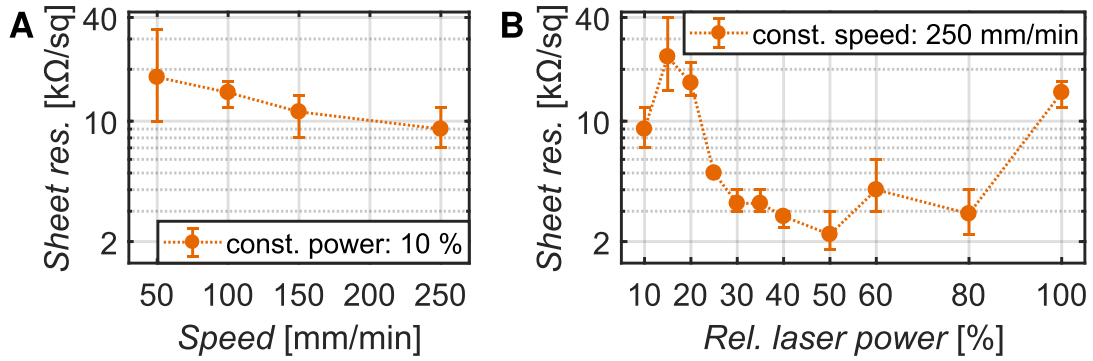 A
Sheet res. [kΩ/sq]
40
10
2
const. power: 10 %
50 100 150 200 250
Speed [mm/min]
B
Sheet res. [kΩ/sq]
40
10
2
const. speed: 250 mm/min
10 20 30 40 50 60 80 100
Rel. laser power [%]